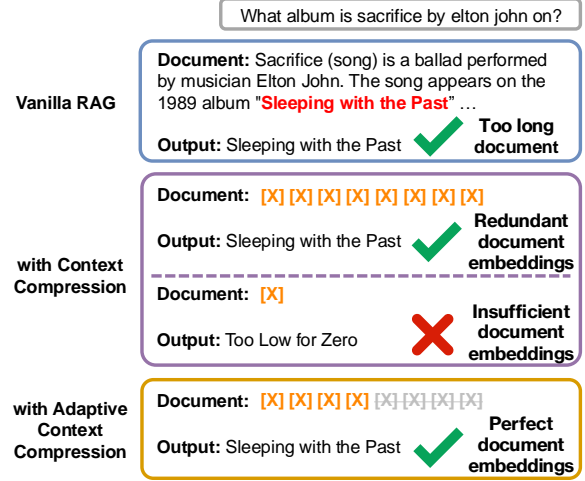 What album is sacrifice by elton john on?
Vanilla RAG
Document: Sacrifice (song) is a ballad performed
by musician Elton John. The song appears on the
1989 album "Sleeping with the Past" ...
Output: Sleeping with the Past
Too long
document
with Context
Compression
Document: [X] [X] [X] [X] [X] [X] [X] [X]
Output: Sleeping with the Past
Redundant
document
embeddings
Document: [X]
Output: Too Low for Zero
Insufficient
document
embeddings
with Adaptive
Context
Compression
Document: [X] [X] [X] [X] [X] [X] [X] [X]
Output: Sleeping with the Past
Perfect
document
embeddings